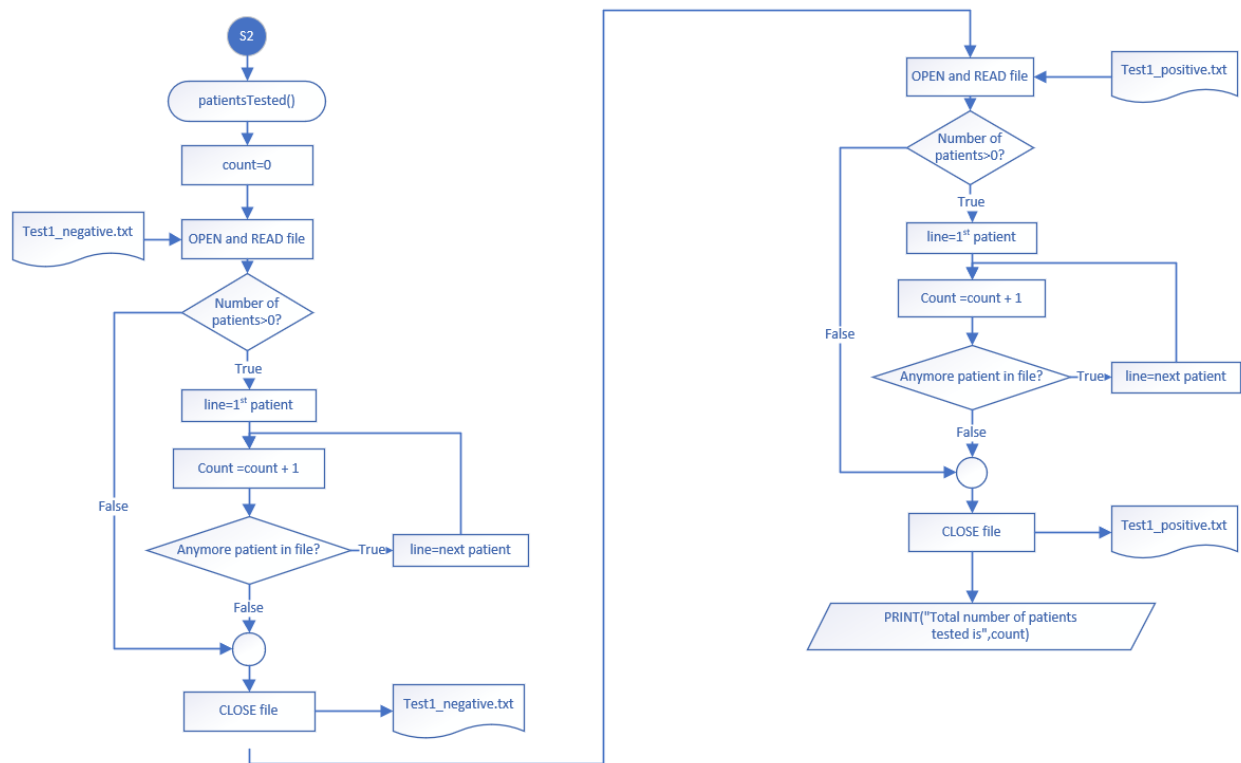 S2
patientsTested()
count=0
Test1_negative.txt
OPEN and READ file
Number of
patients>0?
True
line=1st patient
Count =count + 1
False
Anymore patient in file?
True
line=next patient
False
CLOSE file
Test1_negative.txt
OPEN and READ file
Test1_positive.txt
Number of
patients>0?
True
line=1st patient
Count =count + 1
False
Anymore patient in file?
True
line=next patient
False
CLOSE file
Test1_positive.txt
PRINT("Total number of patients
tested is",count)